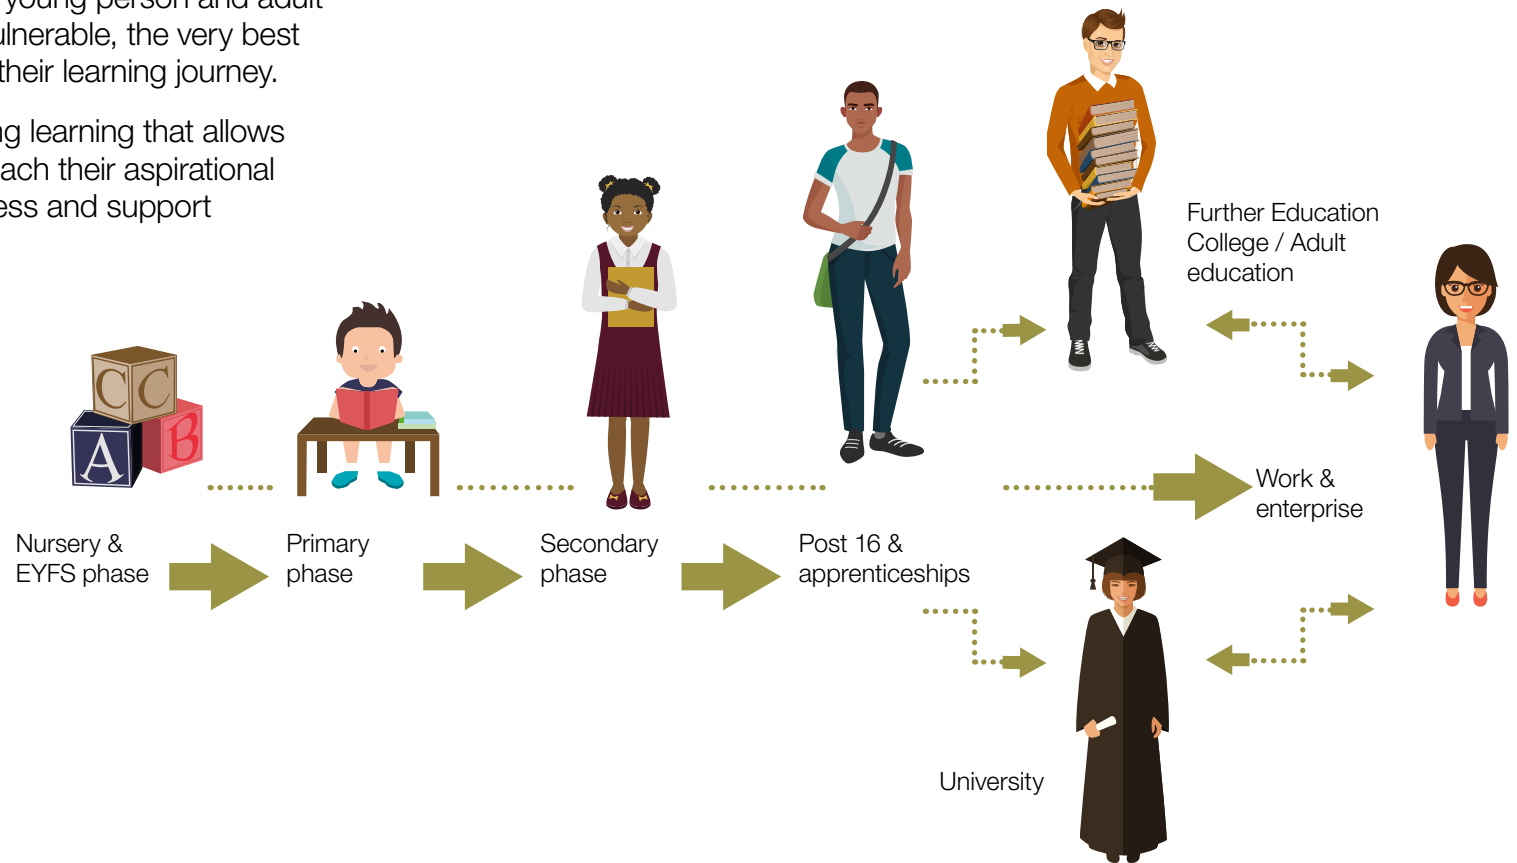 young person and adult
ulnerable, the very best
their learning journey.
ng learning that allows
ach their aspirational
ess and support
Further Education
College / Adult
education
C C
A B
Nursery &
EYFS phase
Primary
phase
Secondary
phase
Post 16 &
apprenticeships
Work &
enterprise
University